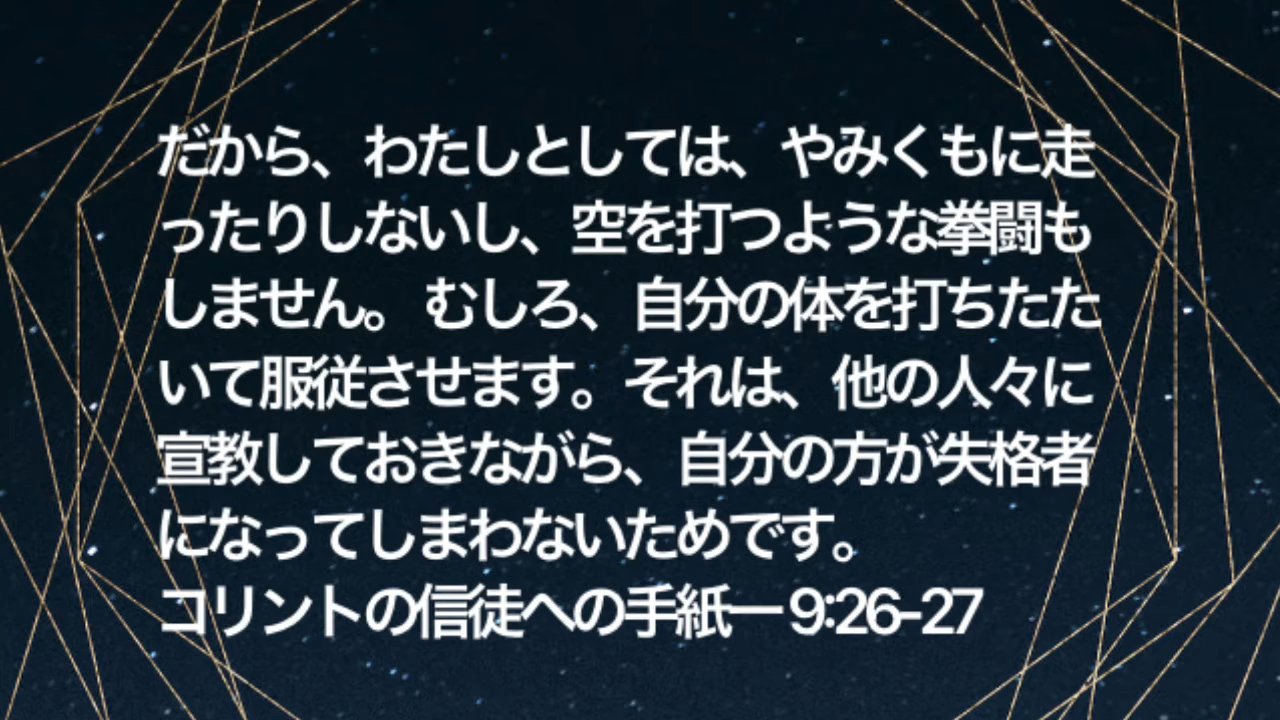 だから、わたしとしては、やみくもに走
ったりしないし、空を打つような拳闘も
しません。 むしろ、自分の体を打ちたた
いて服従させます。それは、他の人々に
宣教しておきながら、自分の方が失格者
になってしまわないためです。
コリントの信徒への手紙一 9:26-27